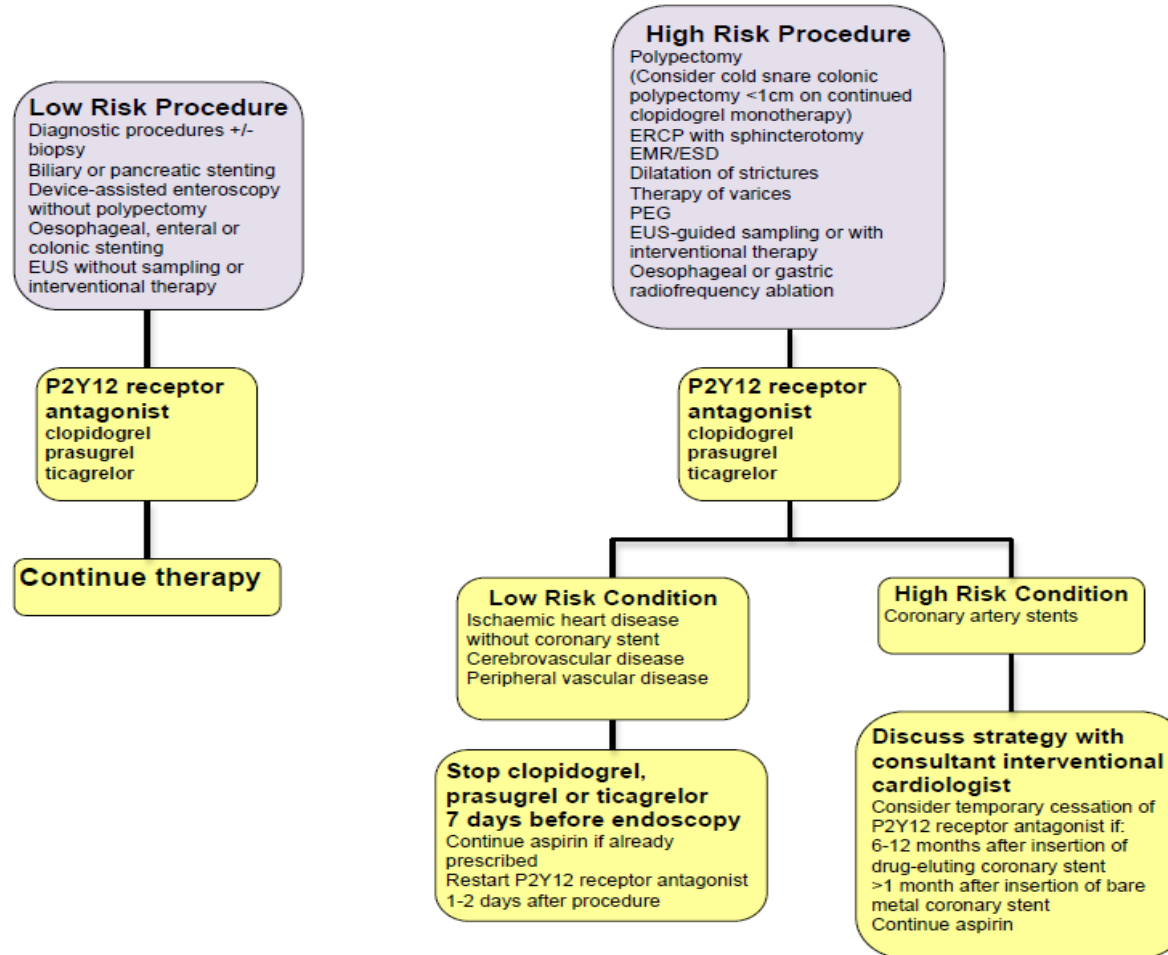 Low Risk Procedure
Diagnostic procedures +/-
biopsy
Biliary or pancreatic stenting
Device-assisted enteroscopy
without polypectomy
Oesophageal, enteral or
colonic stenting
EUS without sampling or
interventional therapy
P2Y12 receptor
antagonist
clopidogrel
prasugrel
ticagrelor
Continue therapy
High Risk Procedure
Polypectomy
(Consider cold snare colonic
polypectomy <1cm on continued
clopidogrel monotherapy)
ERCP with sphincterotomy
EMR/ESD
Dilatation of strictures
Therapy of varices
PEG
EUS-guided sampling or with
interventional therapy
Oesophageal or gastric
radiofrequency ablation
P2Y12 receptor
antagonist
clopidogrel
prasugrel
ticagrelor
Low Risk Condition
Ischaemic heart disease
without coronary stent
Cerebrovascular disease
Peripheral vascular disease
Stop clopidogrel,
prasugrel or ticagrelor
7 days before endoscopy
Continue aspirin if already
prescribed
Restart P2Y12 receptor antagonist
1-2 days after procedure
High Risk Condition
Coronary artery stents
Discuss strategy with
consultant interventional
cardiologist
Consider temporary cessation of
P2Y12 receptor antagonist if:
6-12 months after insertion of
drug-eluting coronary stent
>1 month after insertion of bare
metal coronary stent
Continue aspirin